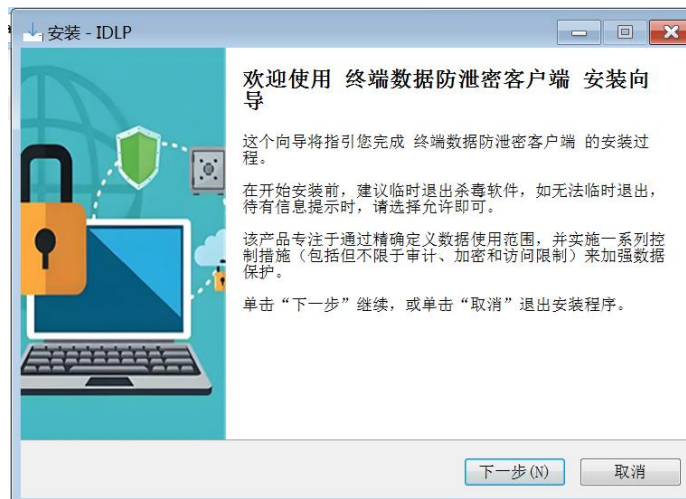 安装 - IDLP
欢迎使用 终端数据防泄密客户端 安装向
导
这个向导将指引您完成 终端数据防泄密客户端 的安装过
程。
在开始安装前，建议临时退出杀毒软件，如无法临时退出，
待有信息提示时，请选择允许即可。
该产品专注于通过精确定义数据使用范围，并实施一系列控
制措施（包括但不限于审计、加密和访问限制）来加强数据
保护。
单击“下一步”继续，或单击“取消”退出安装程序。
下一步(N)
取消